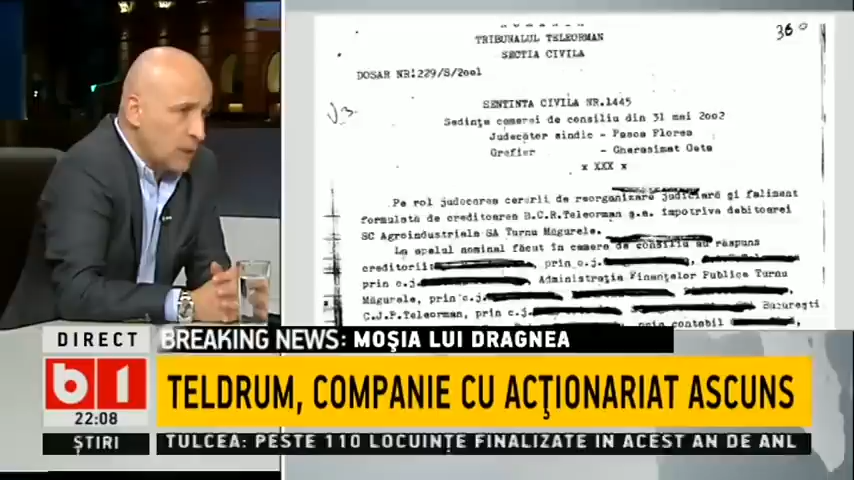 ROMANIA
TRIBUNALUL TELEORMAN
SECTIA CIVILA
360
DOSAR NR:229/S/2001
SENTINTA CIVILA NR.1445
Sedinta camerei de consiliu din 31 mai 2002
Judecător sindic - Pascs Florea
Grefier - Gherasimat Geta
x XXX x
Pe rol judecarea cererii de reorganizare judiciară şi faliment
formulată de creditoarea B.C.R.Teleorman s.a. împotriva debitoarei
SC Agroindustriala SA Turnu Măgurele.
La apelul nominal făcut în camera de consiliu au răspuns
creditorii: prin c.j.
prin c.j. Administraţia Finanţelor Publice Turnu
Măgurele, prin c.j.
C.J.P.Teleorman, prin c.j. Bucureşti
prin contabil
DIRECT
BREAKING NEWS: MOŞIA LUI DRAGNEA
b1
TELDRUM, COMPANIE CU ACŢIONARIAT ASCUNS
22:08
ŞTIRI
TULCEA: PESTE 110 LOCUINŢE FINALIZATE IN ACEST AN DE ANL